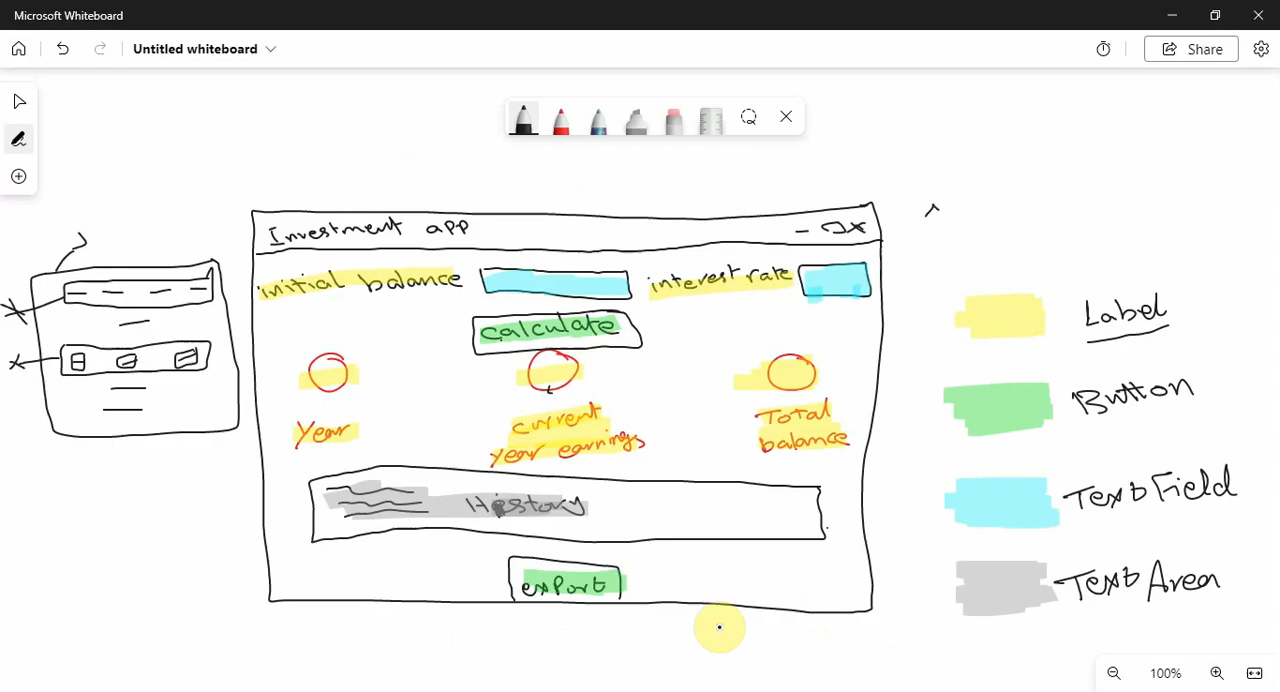 Microsoft Whiteboard
Untitled whiteboard
Share
Investment app
initial balance
interest rate
calculate
Year
current
year earnings
Total
balance
History
export
Label
Button
TextField
TextArea
100%